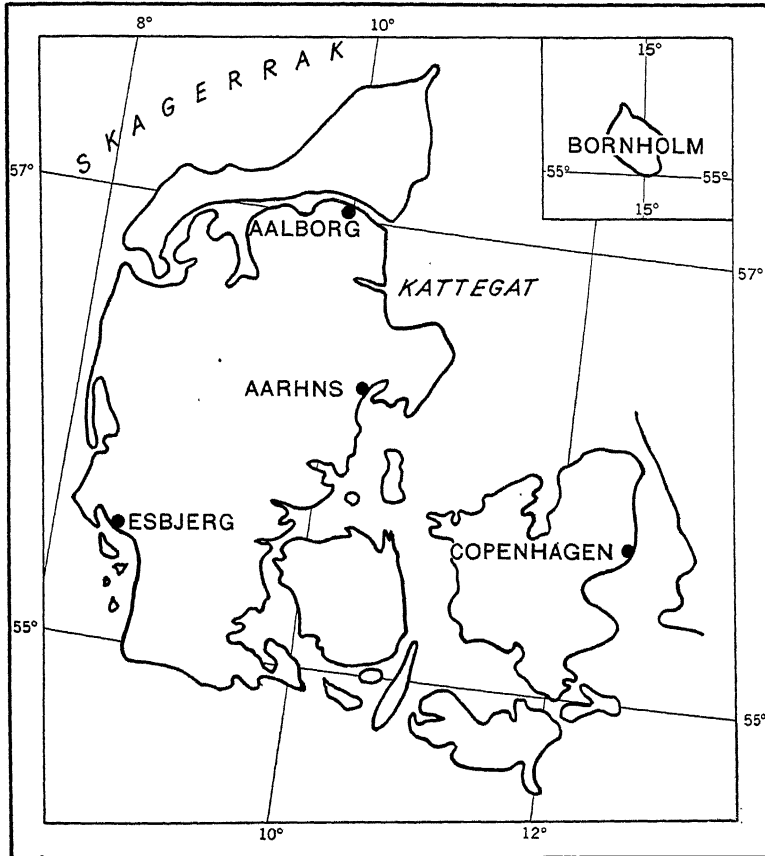 8°
10°
15°
SKAGERRAK
BORNHOLM
55°
55°
15°
57°
AALBORG
57°
KATTEGAT
AARHNS
ESBJERG
COPENHAGEN
55°
55°
10°
12°